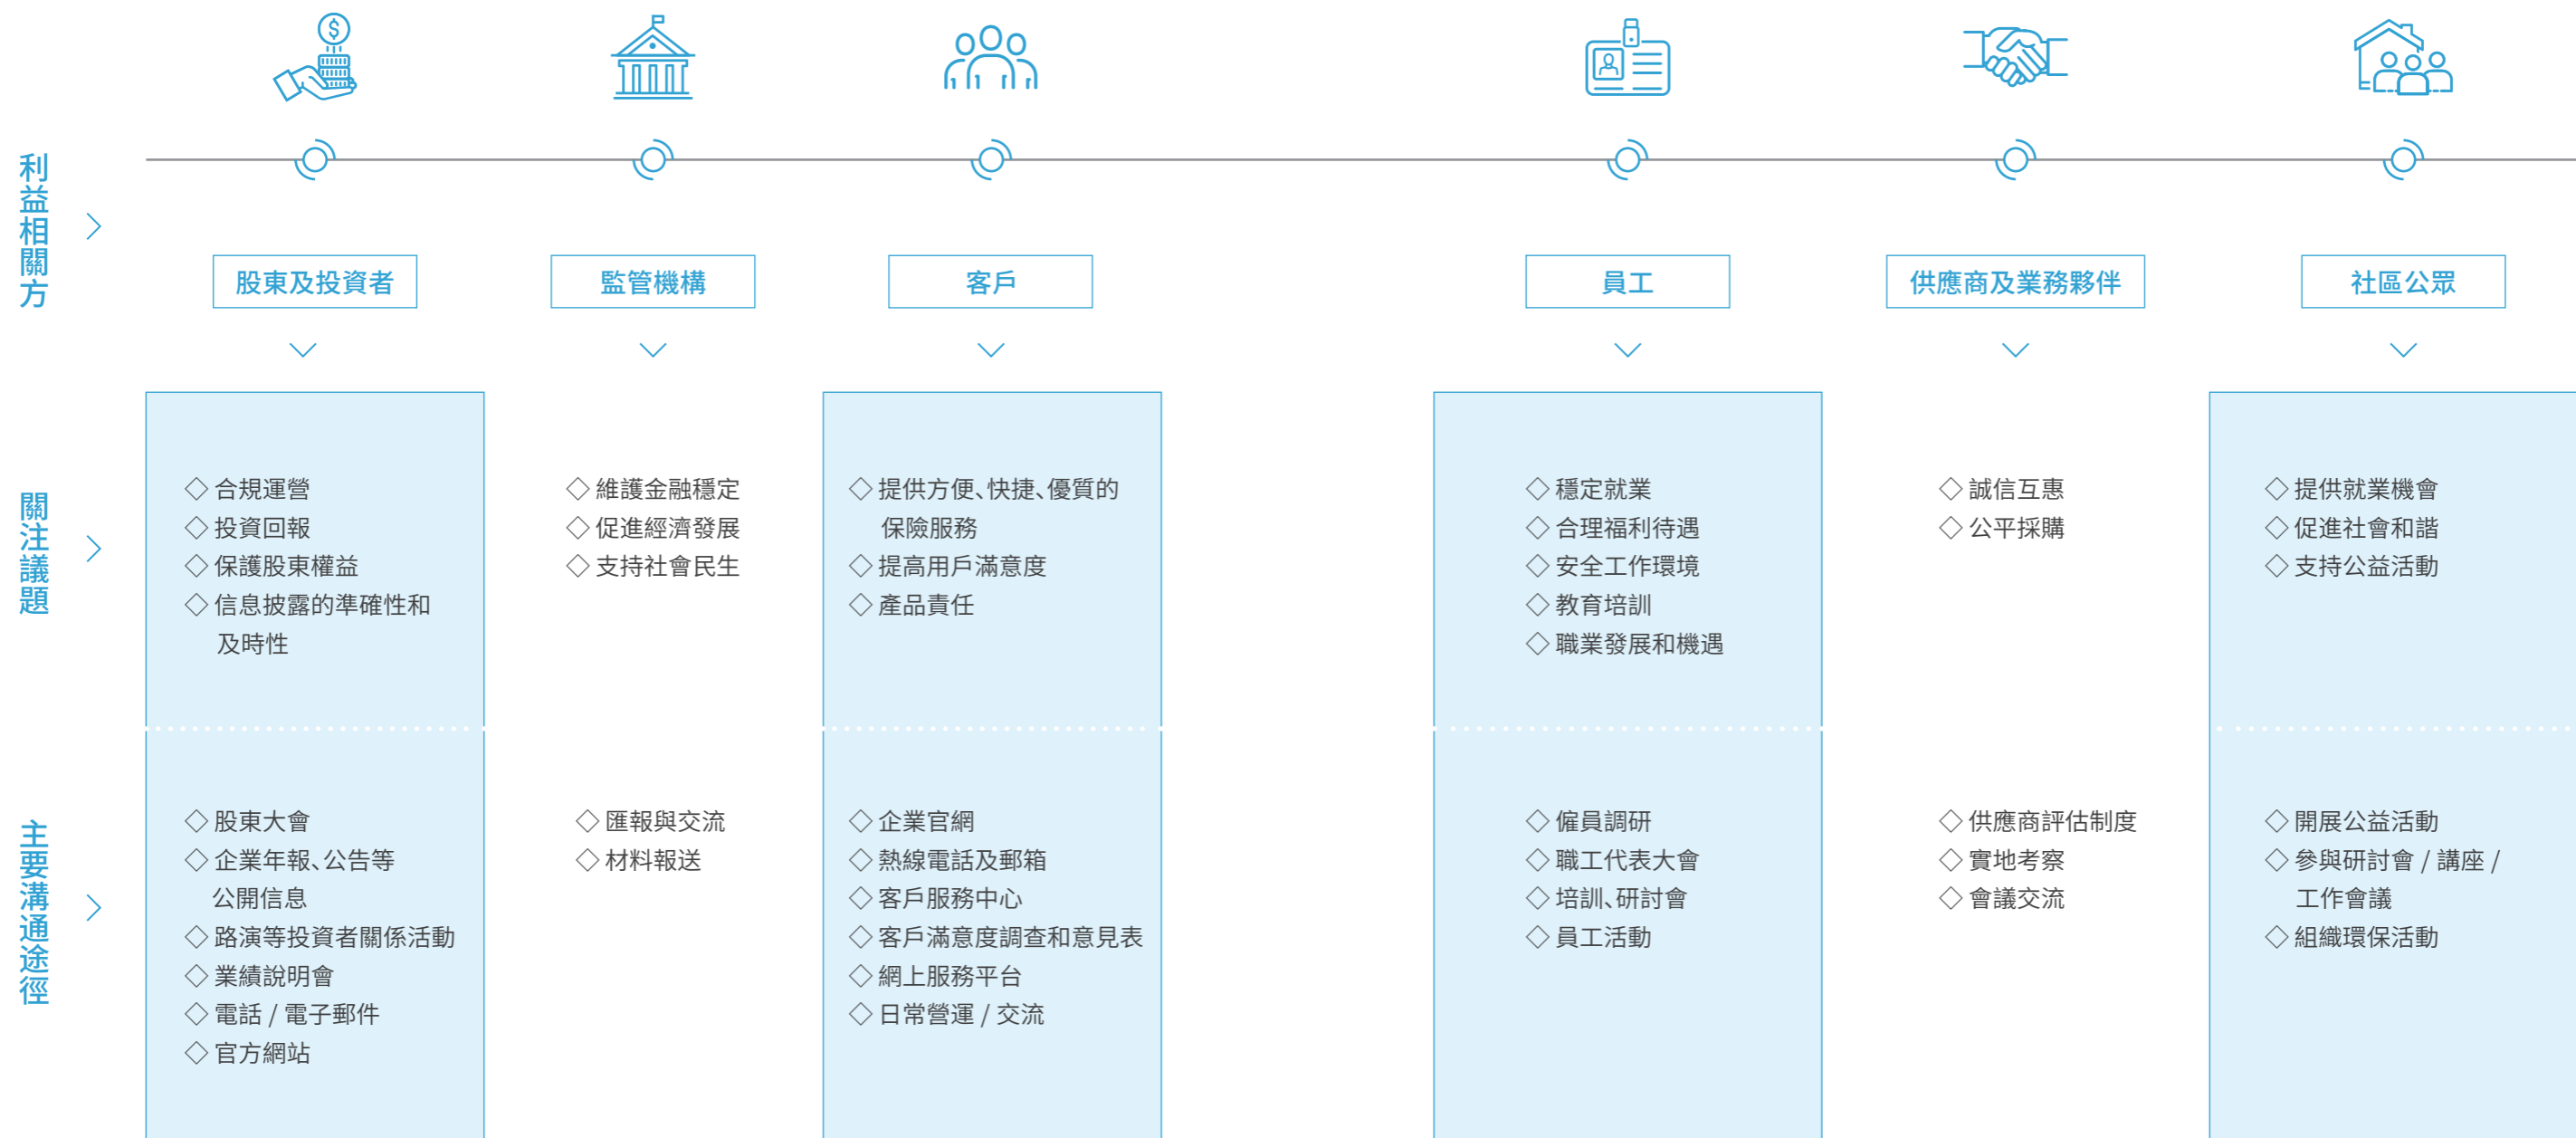 利益相關方
股東及投資者
監管機構
客戶
員工
供應商及業務夥伴
社區公眾
關注議題
◇ 合規運營
◇ 投資回報
◇ 保護股東權益
◇ 信息披露的準確性和
及時性
◇ 維護金融穩定
◇ 促進經濟發展
◇ 支持社會民生
◇ 提供方便、快捷、優質的
保險服務
◇ 提高用戶滿意度
◇ 產品責任
◇ 穩定就業
◇ 合理福利待遇
◇ 安全工作環境
◇ 教育培訓
◇ 職業發展和機遇
◇ 誠信互惠
◇ 公平採購
◇ 提供就業機會
◇ 促進社會和諧
◇ 支持公益活動
主要溝通途徑
◇ 股東大會
◇ 企業年報、公告等
公開信息
◇ 路演等投資者關係活動
◇ 業績說明會
◇ 電話 / 電子郵件
◇ 官方網站
◇ 匯報與交流
◇ 材料報送
◇ 企業官網
◇ 熱線電話及郵箱
◇ 客戶服務中心
◇ 客戶滿意度調查和意見表
◇ 網上服務平台
◇ 日常營運 / 交流
◇ 僱員調研
◇ 職工代表大會
◇ 培訓、研討會
◇ 員工活動
◇ 供應商評估制度
◇ 實地考察
◇ 會議交流
◇ 開展公益活動
◇ 參與研討會 / 講座 /
工作會議
◇ 組織環保活動